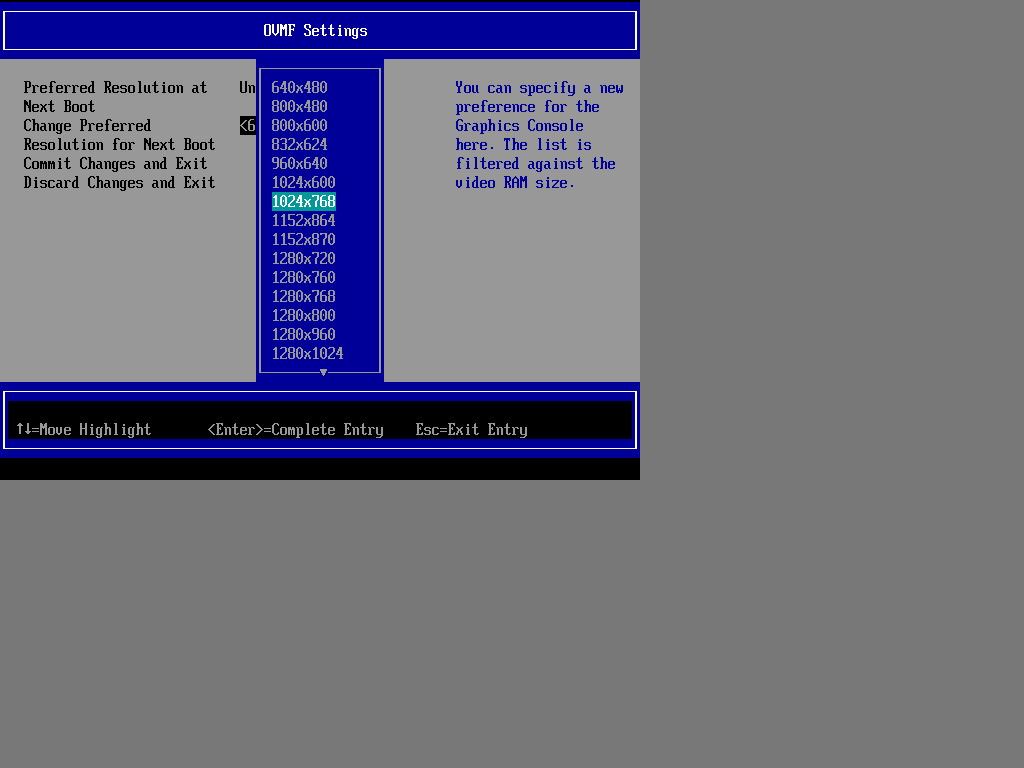 OVMF Settings
Preferred Resolution at Un
Next Boot
Change Preferred <6
Resolution for Next Boot
Commit Changes and Exit
Discard Changes and Exit
640x480
800x480
800x600
832x624
960x640
1024x600
1024x768
1152x864
1152x870
1280x720
1280x760
1280x768
1280x800
1280x960
1280x1024
▼
You can specify a new
preference for the
Graphics Console
here. The list is
filtered against the
video RAM size.
↑↓=Move Highlight <Enter>=Complete Entry Esc=Exit Entry